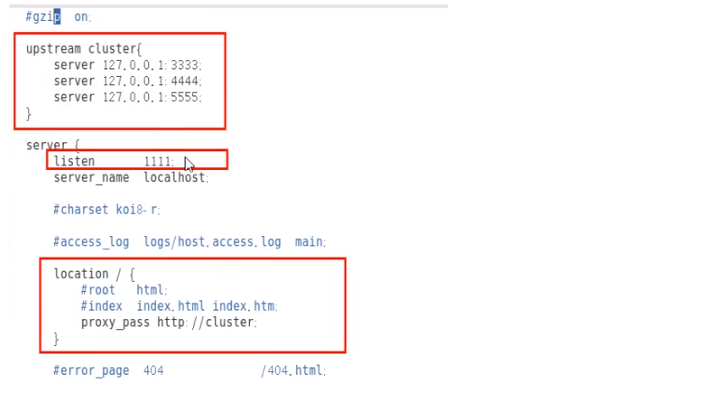 #gzip on;
upstream cluster{
server 127.0.0.1:3333;
server 127.0.0.1:4444;
server 127.0.0.1:5555;
}
server {
listen 1111;
server_name localhost;
#charset koi8-r;
#access_log logs/host.access.log main;
location / {
#root html;
#index index.html index.htm;
proxy_pass http://cluster;
}
#error_page 404 /404.html;